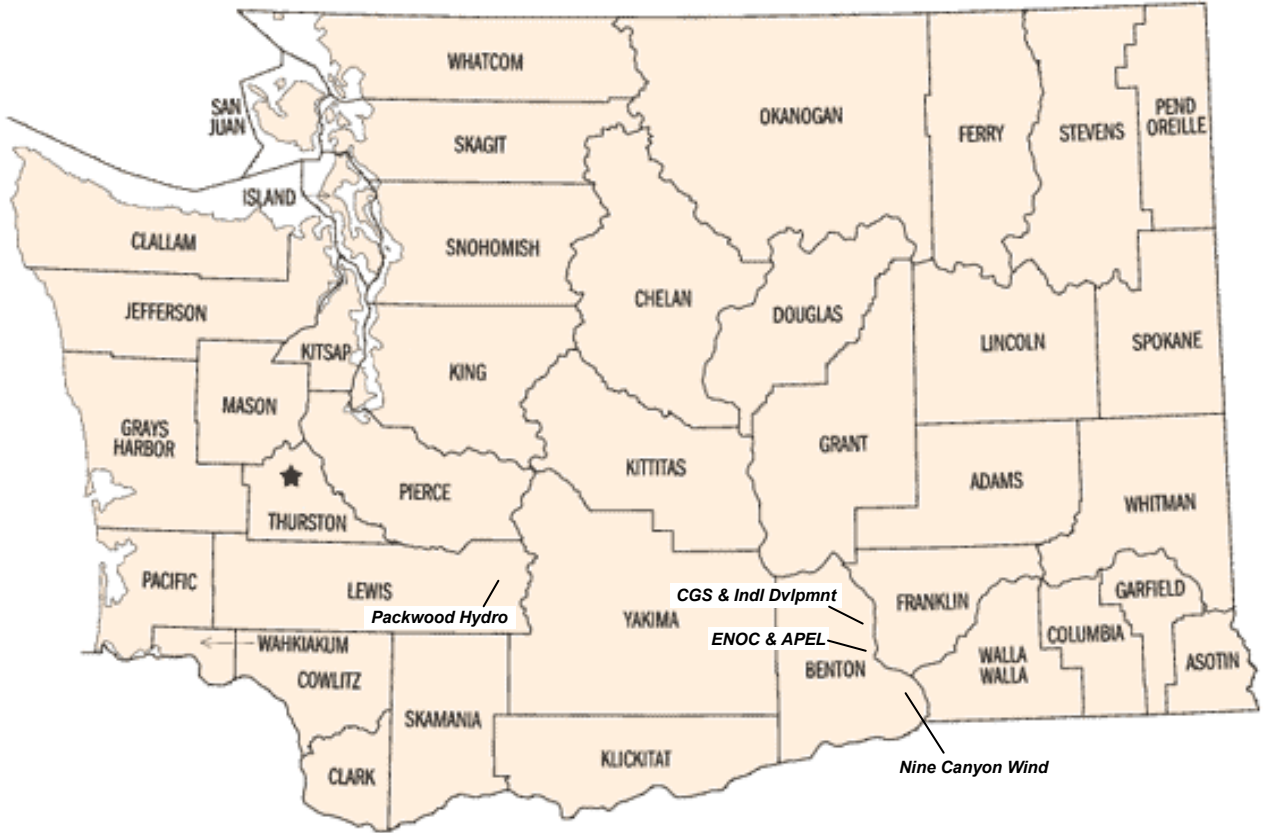 WHATCOM
SAN
JUAN
SKAGIT
OKANOGAN
FERRY
STEVENS
PEND
OREILLE
ISLAND
CLALLAM
SNOHOMISH
JEFFERSON
CHELAN
DOUGLAS
LINCOLN
SPOKANE
KITSAP
KING
MASON
GRAYS
HARBOR
PIERCE
KITTITAS
GRANT
ADAMS
WHITMAN
THURSTON
PACIFIC
LEWIS
Packwood Hydro
YAKIMA
CGS & Indl Dvlpmnt
ENOC & APEL
BENTON
FRANKLIN
GARFIELD
COLUMBIA
WALLA
WALLA
ASOTIN
WAHKIAKUM
COWLITZ
SKAMANIA
CLARK
KLICKITAT
Nine Canyon Wind